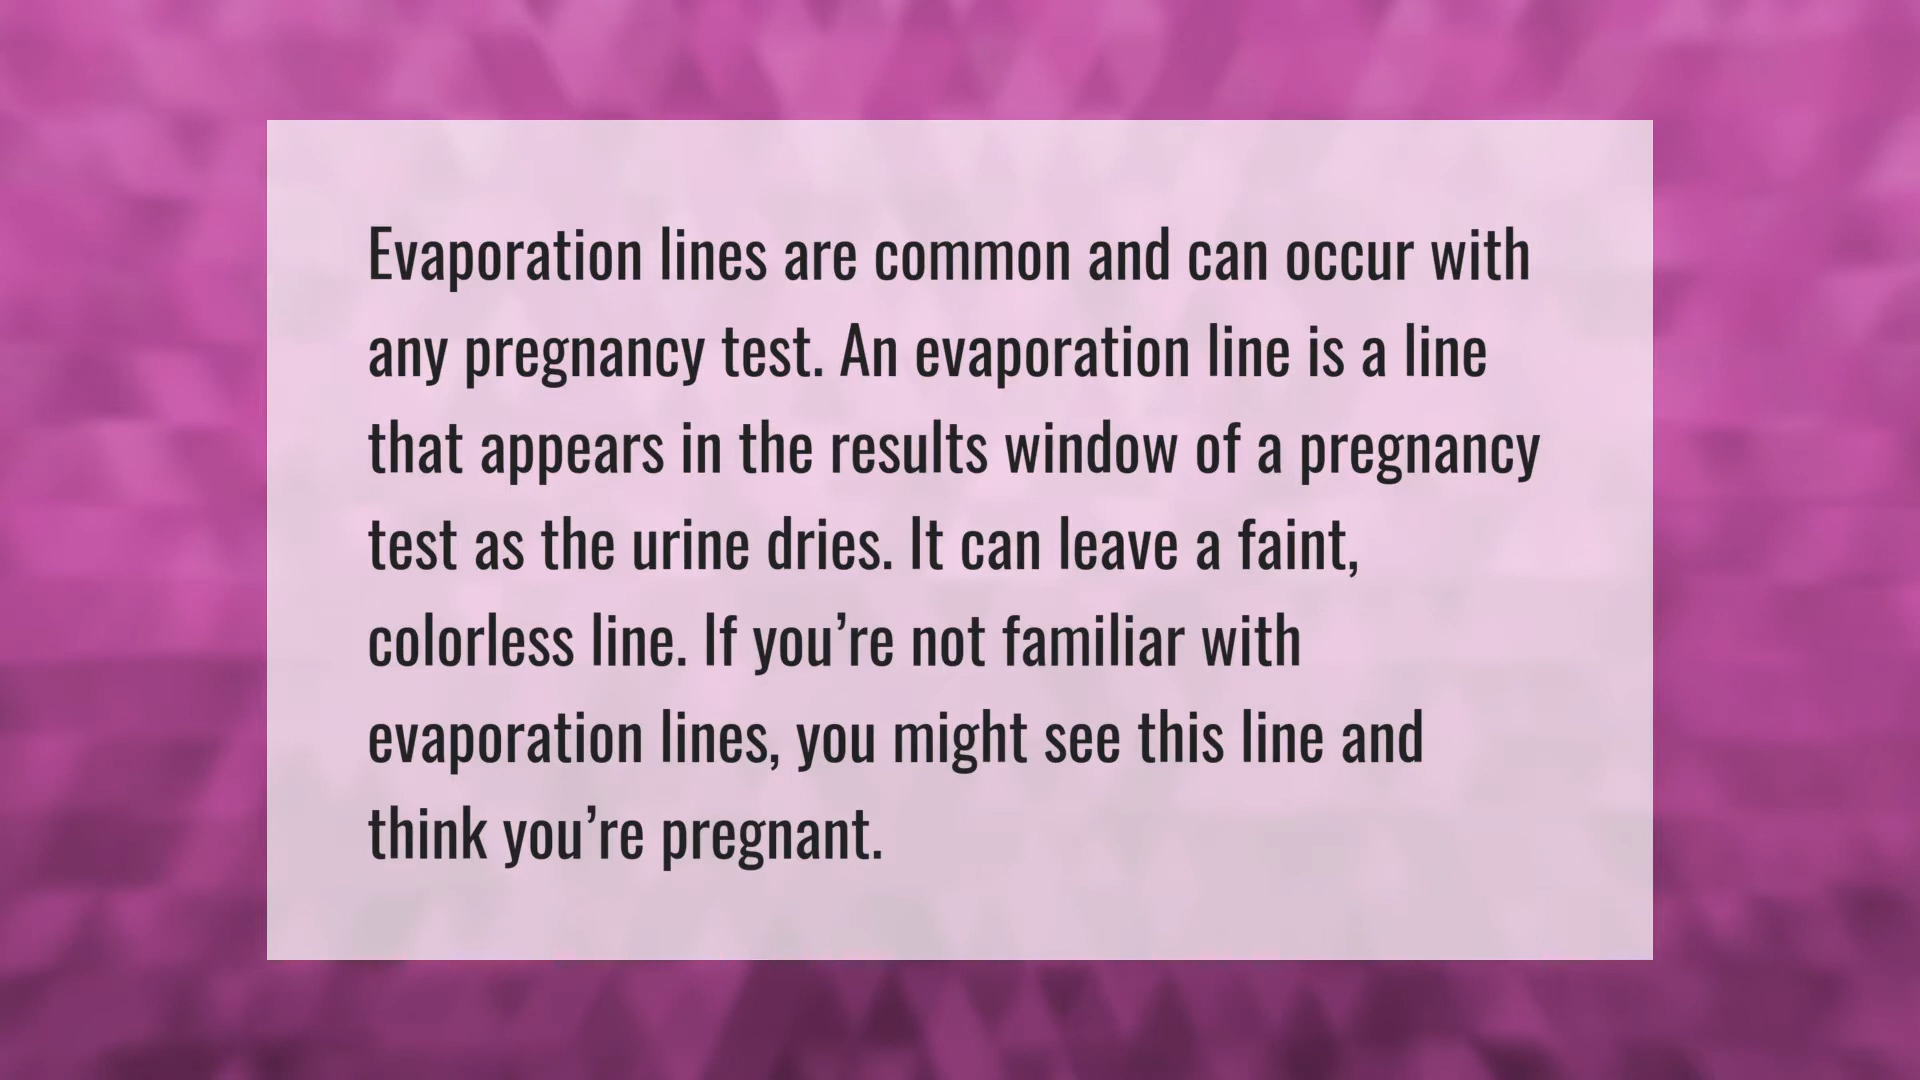 Evaporation lines are common and can occur with
any pregnancy test. An evaporation line is a line
that appears in the results window of a pregnancy
test as the urine dries. It can leave a faint,
colorless line. If you’re not familiar with
evaporation lines, you might see this line and
think you’re pregnant.